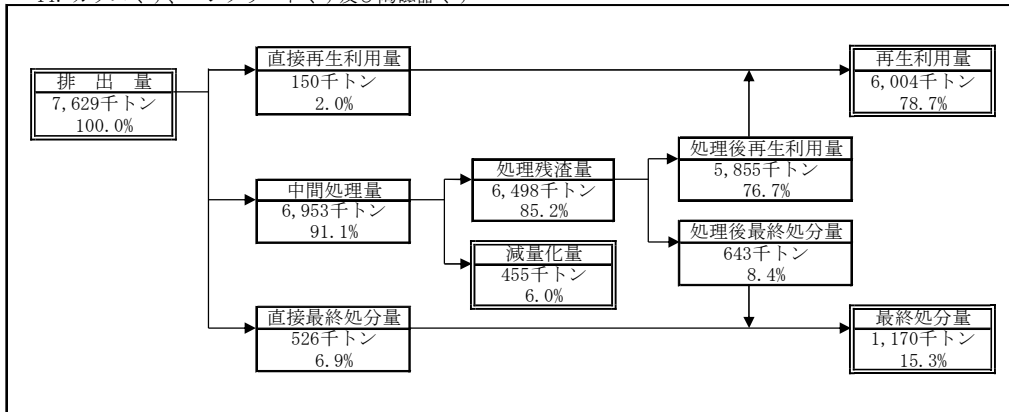 排 出 量
7,629千トン
100.0%
直接再生利用量
150千トン
2.0%
再生利用量
6,004千トン
78.7%
中間処理量
6,953千トン
91.1%
処理残渣量
6,498千トン
85.2%
処理後再生利用量
5,855千トン
76.7%
処理後最終処分量
643千トン
8.4%
減量化量
455千トン
6.0%
直接最終処分量
526千トン
6.9%
最終処分量
1,170千トン
15.3%